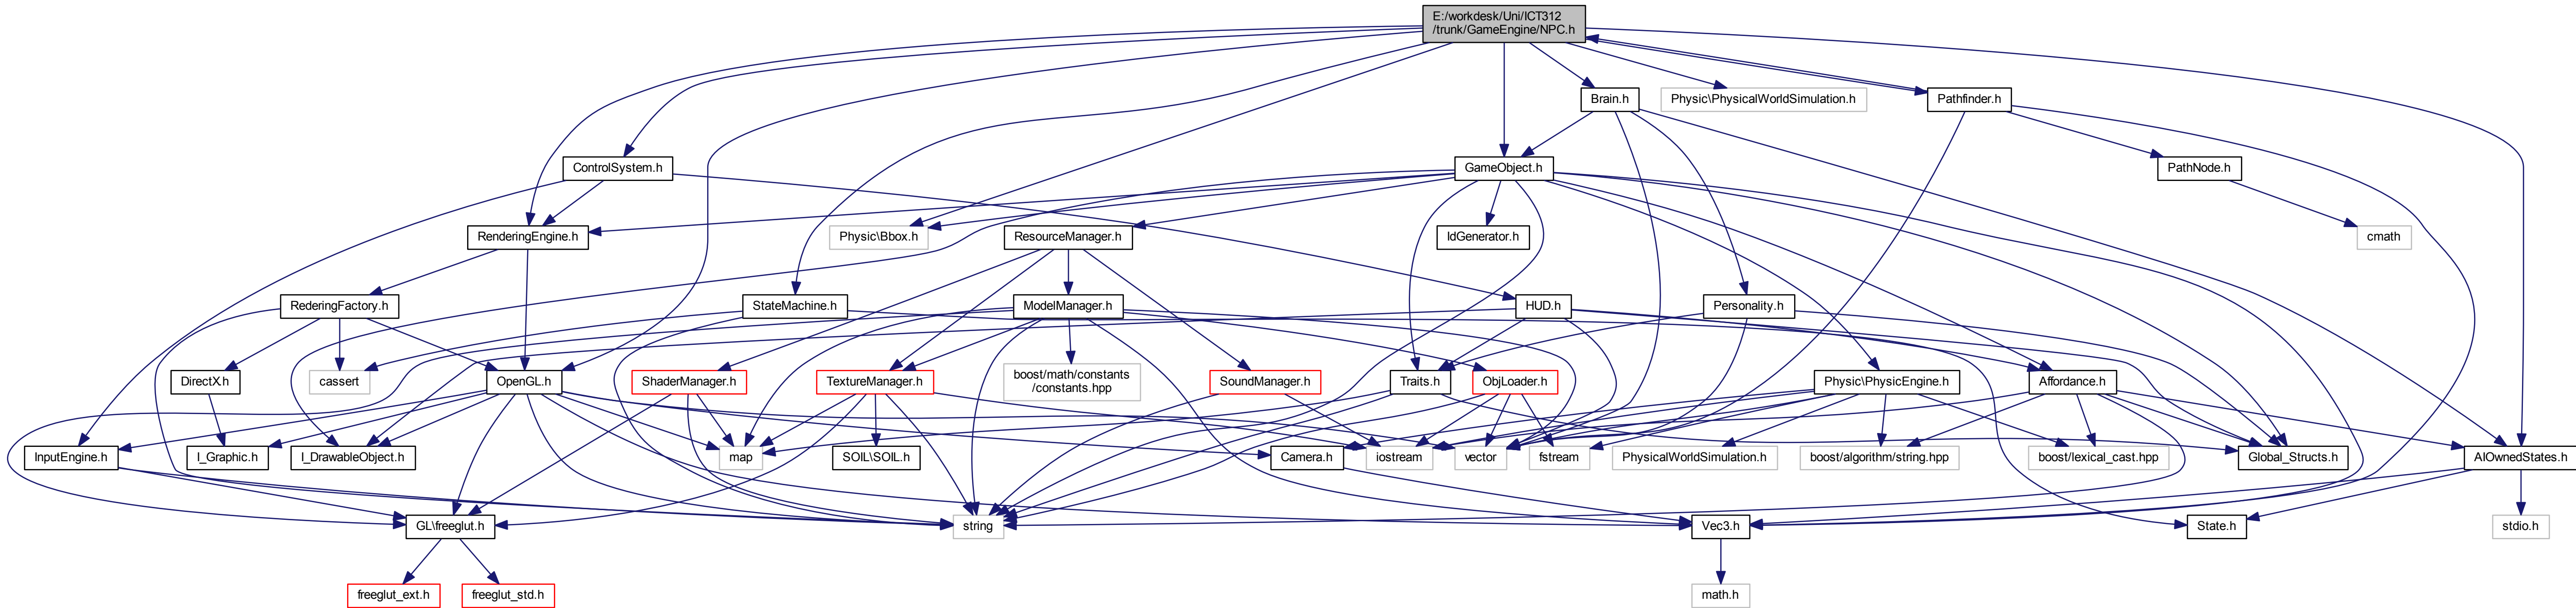 E:/workdesk/Uni/ICT312
/trunk/GameEngine/NPC.h
Brain.h
Physic\PhysicalWorldSimulation.h
Pathfinder.h
ControlSystem.h
GameObject.h
PathNode.h
RenderingEngine.h
Physic\Bbox.h
ResourceManager.h
IdGenerator.h
cmath
RederingFactory.h
StateMachine.h
ModelManager.h
HUD.h
Personality.h
DirectX.h
cassert
OpenGL.h
ShaderManager.h
TextureManager.h
boost/math/constants
/constants.hpp
SoundManager.h
Traits.h
ObjLoader.h
Physic\PhysicEngine.h
Affordance.h
InputEngine.h
I_Graphic.h
I_DrawableObject.h
map
SOIL\SOIL.h
Camera.h
iostream
vector
fstream
PhysicalWorldSimulation.h
boost/algorithm/string.hpp
boost/lexical_cast.hpp
Global_Structs.h
AIOwnedStates.h
GL\freeglut.h
string
Vec3.h
State.h
stdio.h
freeglut_ext.h
freeglut_std.h
math.h